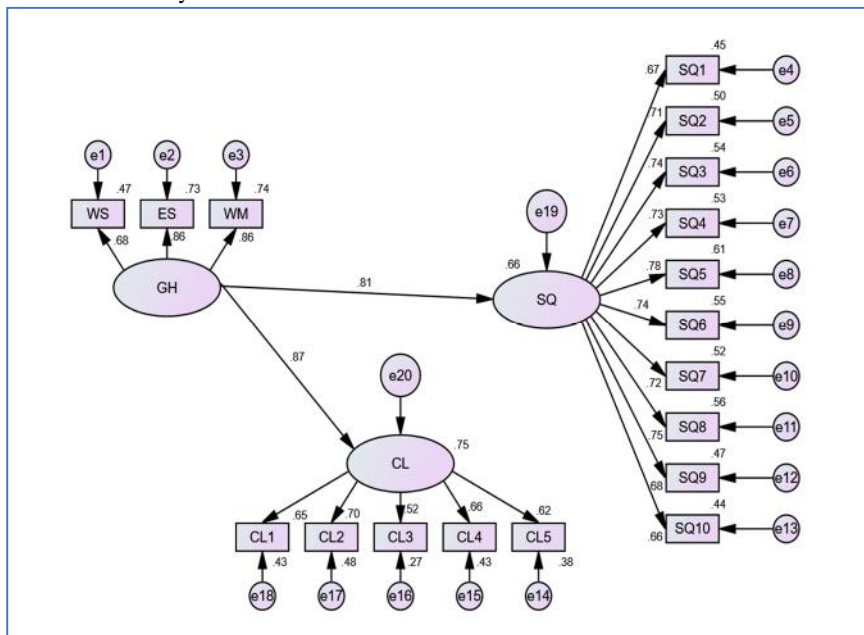 .45
.67
SQ1
e4
.50
.71
SQ2
e5
e1
e2
e3
.54
.74
SQ3
e6
.47
.73
.74
WS
ES
WM
e19
.53
.73
SQ4
e7
.68
.86
.86
.66
.61
.78
SQ5
e8
GH
.81
SQ
.55
.74
SQ6
e9
.52
.72
SQ7
e10
.87
e20
.56
.75
SQ8
e11
.75
CL
.47
.68
SQ9
e12
.65
.70
.52
.66
.62
.44
.66
SQ10
e13
CL1
CL2
CL3
CL4
CL5
.43
.48
.27
.43
.38
e18
e17
e16
e15
e14